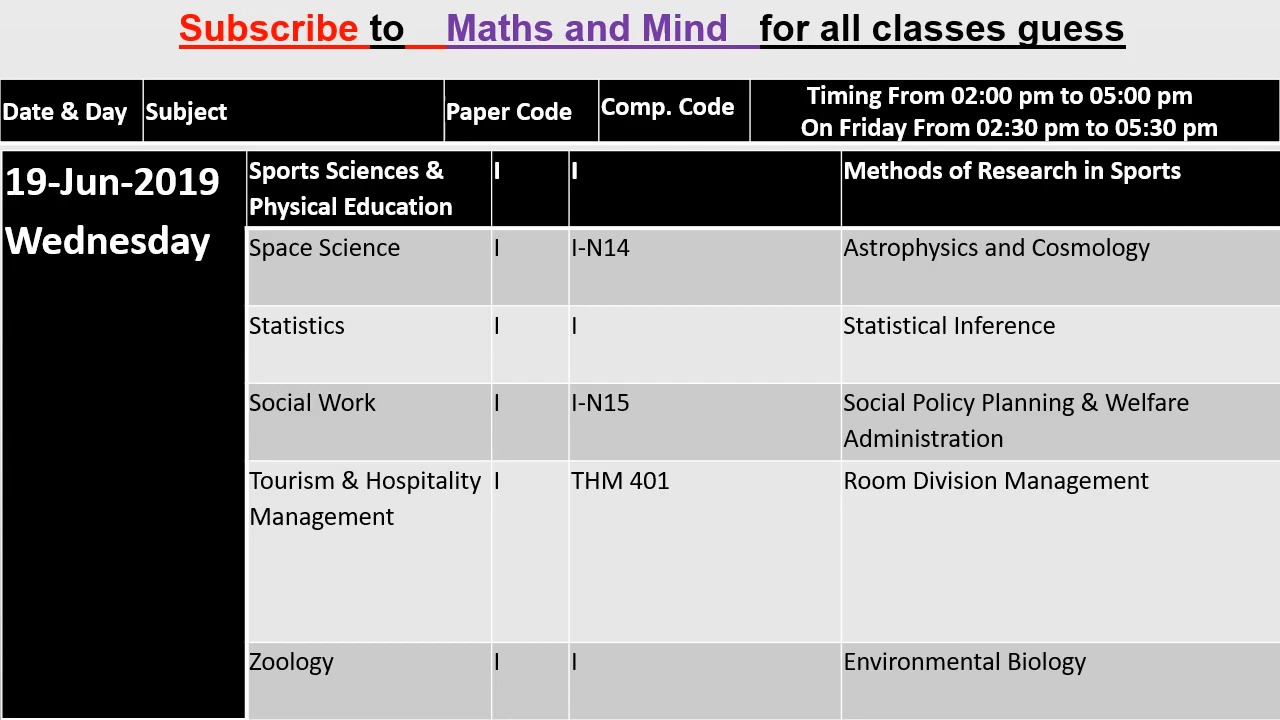 Subscribe to Maths and Mind for all classes guess
Date & Day Subject Paper Code Comp. Code Timing From 02:00 pm to 05:00 pm
On Friday From 02:30 pm to 05:30 pm
19-Jun-2019 Sports Sciences & I I Methods of Research in Sports
Physical Education
Wednesday Space Science I I-N14 Astrophysics and Cosmology
Statistics I I Statistical Inference
Social Work I I-N15 Social Policy Planning & Welfare
Administration
Tourism & Hospitality I THM 401 Room Division Management
Management
Zoology I I Environmental Biology